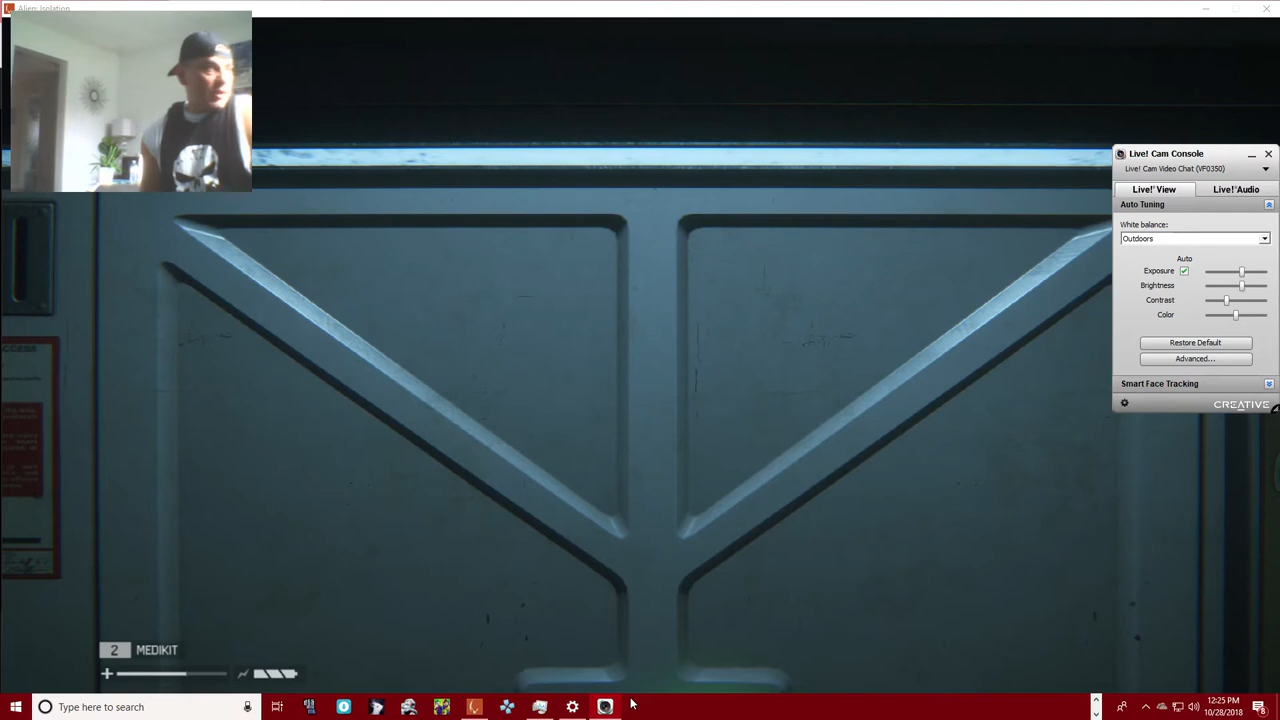 Alien: Isolation
Live! Cam Console
Live! Cam Video Chat (VF0350)
Live! View
Live! Audio
Auto Tuning
White balance:
Outdoors
Auto
Exposure
Brightness
Contrast
Color
Restore Default
Advanced...
Smart Face Tracking
CREATIVE
2 MEDIKIT
Type here to search
12:25 PM
10/28/2018
8